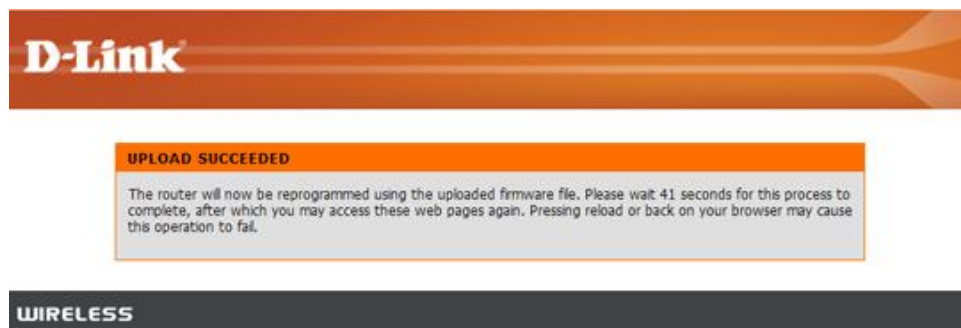 D-Link
UPLOAD SUCCEEDED
The router will now be reprogrammed using the uploaded firmware file. Please wait 41 seconds for this process to
complete, after which you may access these web pages again. Pressing reload or back on your browser may cause
this operation to fail.
WIRELESS